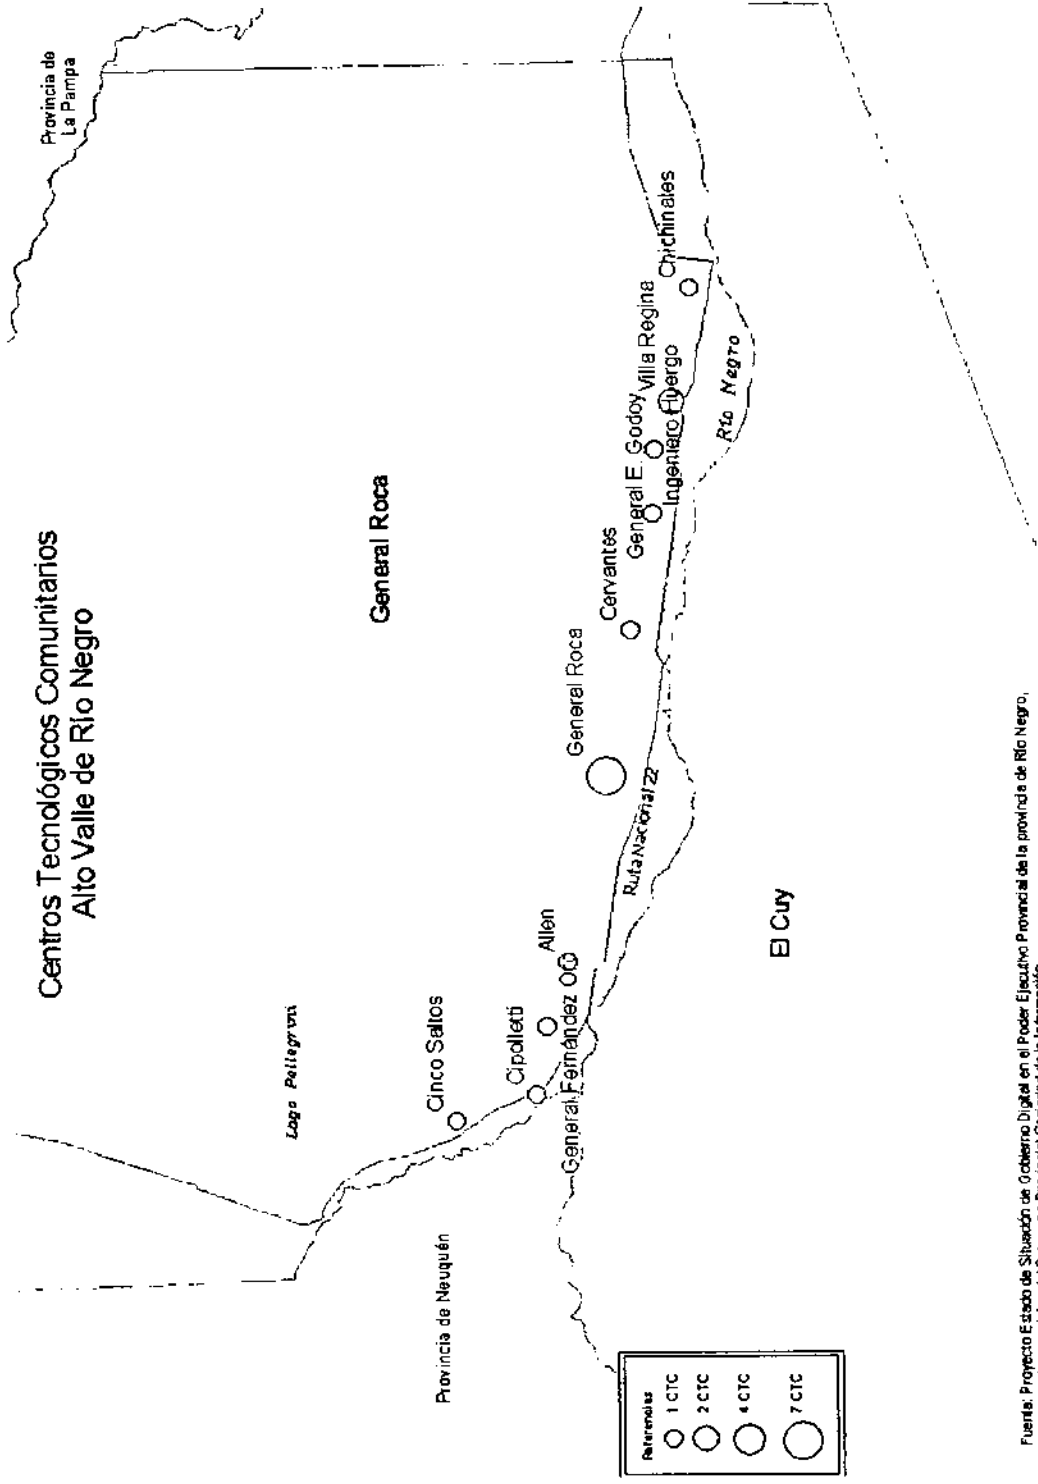 Centros Tecnológicos Comunitarios
Alto Valle de Río Negro
Provincia de
La Pampa
Lago Pellegrini
General Roca
Cinco Saltos
Provincia de Neuquén
Cipolletti
Allen
General Fernández O
General Roca
Cervantes
General E. Godoy
Villa Regina
Ingeniero Huergo
Chichinales
Ruta Nacional 22
Río Negro
El Cuy
Referencias
1 CTC
2 CTC
4 CTC
7 CTC
Fuente: Proyecto Estado de Situación de Gobierno Digital en el Poder Ejecutivo Provincial de la provincia de Río Negro,